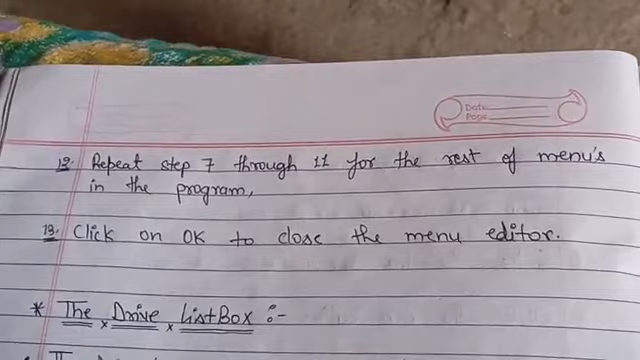 Date
Page
12. Repeat step 7 through 11 for the rest of menu's
in the program,
13. Click on OK to close the menu editor.
* The x Drive x ListBox :-